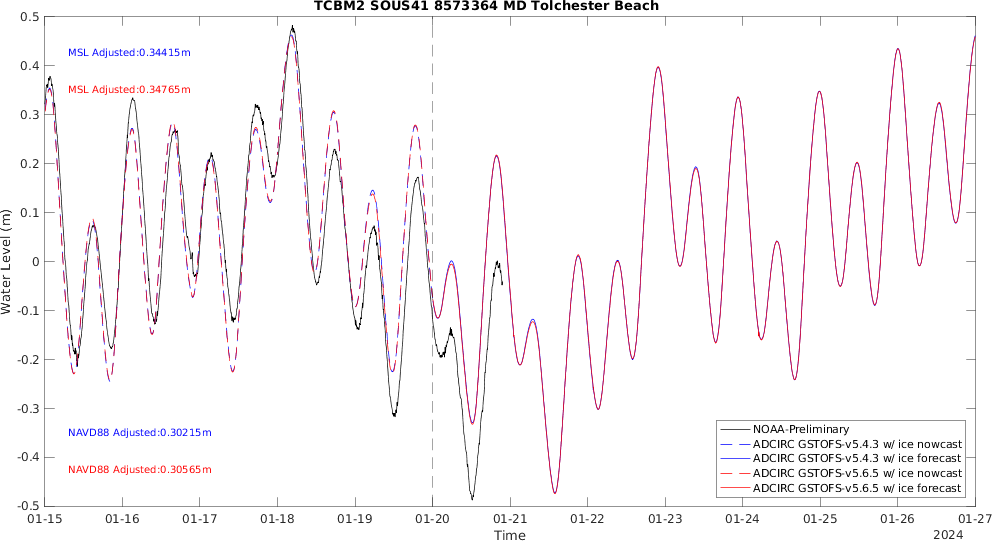 TCBM2 SOUS41 8573364 MD Tolchester Beach
0.5
0.4
0.3
0.2
0.1
0
-0.1
-0.2
-0.3
-0.4
-0.5
Water Level (m)
MSL Adjusted:0.34415m
MSL Adjusted:0.34765m
NAVD88 Adjusted:0.30215m
NAVD88 Adjusted:0.30565m
NOAA-Preliminary
ADCIRC GSTOFS-v5.4.3 w/ ice nowcast
ADCIRC GSTOFS-v5.4.3 w/ ice forecast
ADCIRC GSTOFS-v5.6.5 w/ ice nowcast
ADCIRC GSTOFS-v5.6.5 w/ ice forecast
01-15 01-16 01-17 01-18 01-19 01-20 01-21 01-22 01-23 01-24 01-25 01-26 01-27
Time
2024